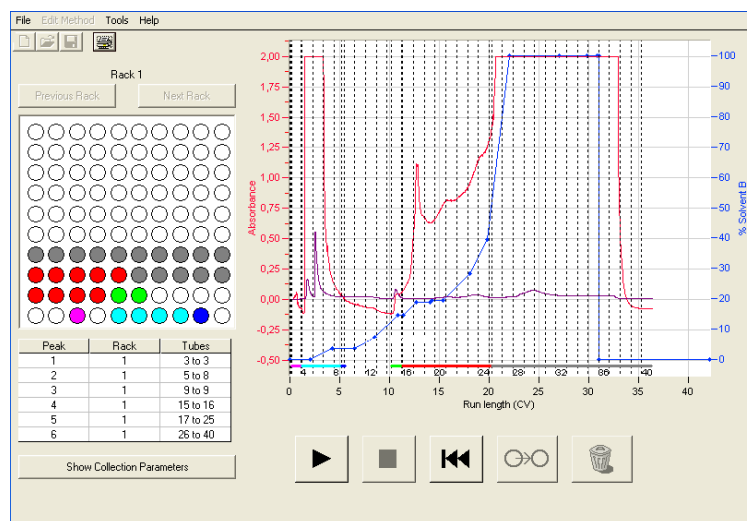 File Edit Method Tools Help
Rack 1
Previous Rack Next Rack
Peak Rack Tubes
1 1 3 to 3
2 1 5 to 8
3 1 9 to 9
4 1 15 to 16
5 1 17 to 25
6 1 26 to 40
Show Collection Parameters
Absorbance
2,00
1,75
1,50
1,25
1,00
0,75
0,50
0,25
0,00
-0,25
-0,50
% Solvent B
100
90
80
70
60
50
40
30
20
10
0
4 8 12 16 20 24 28 32 36 40
0 5 10 15 20 25 30 35 40
Run length (CV)